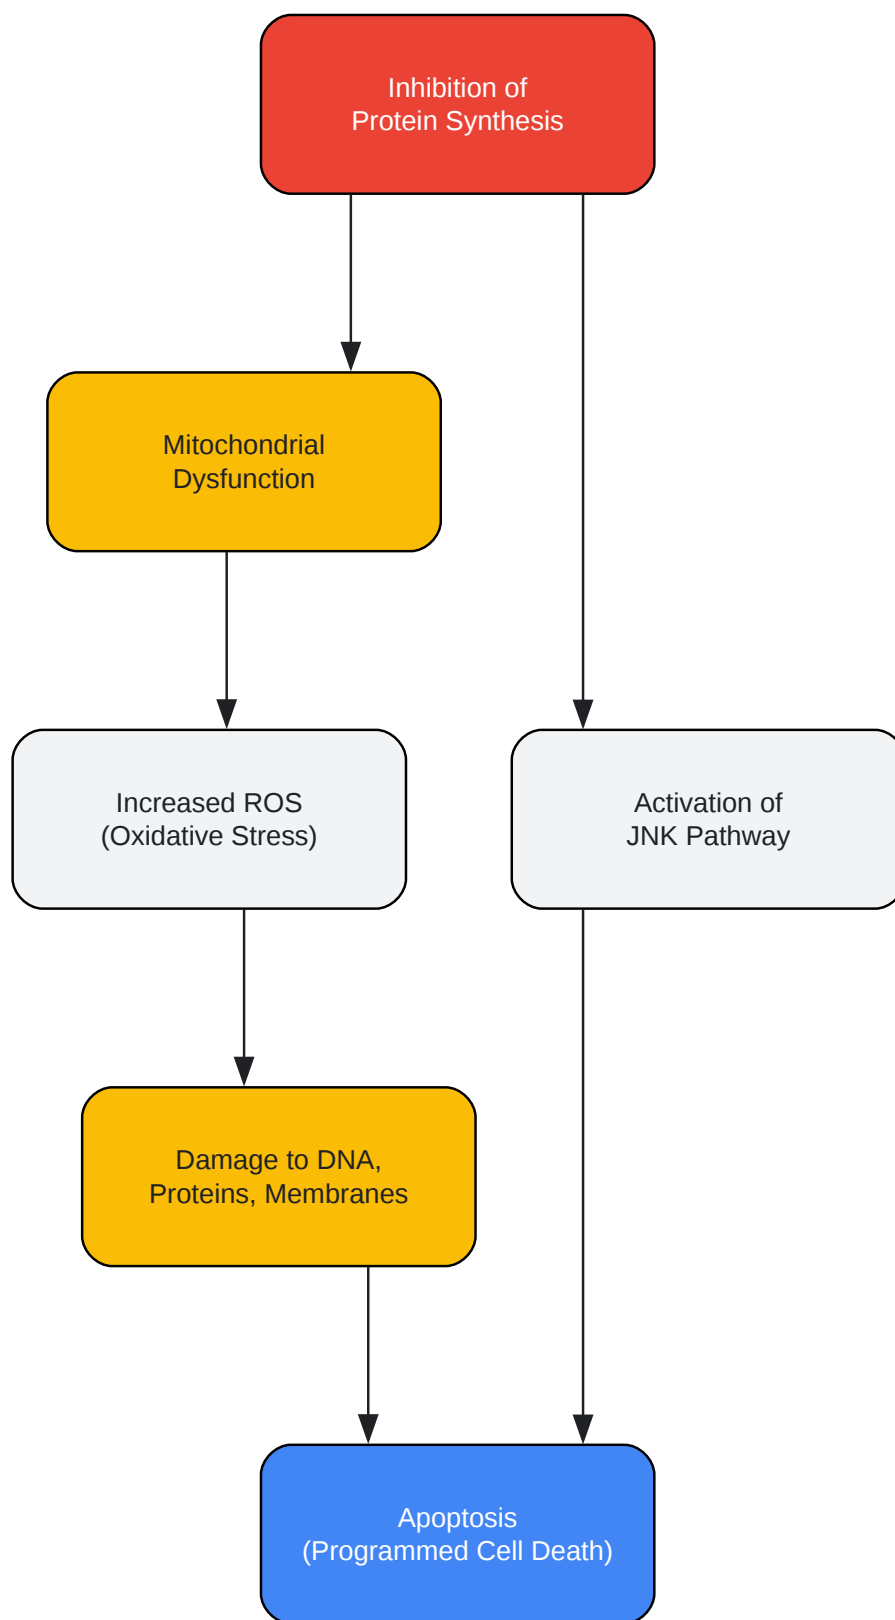 Inhibition of
Protein Synthesis
Mitochondrial
Dysfunction
Increased ROS
(Oxidative Stress)
Activation of
JNK Pathway
Damage to DNA,
Proteins, Membranes
Apoptosis
(Programmed Cell Death)